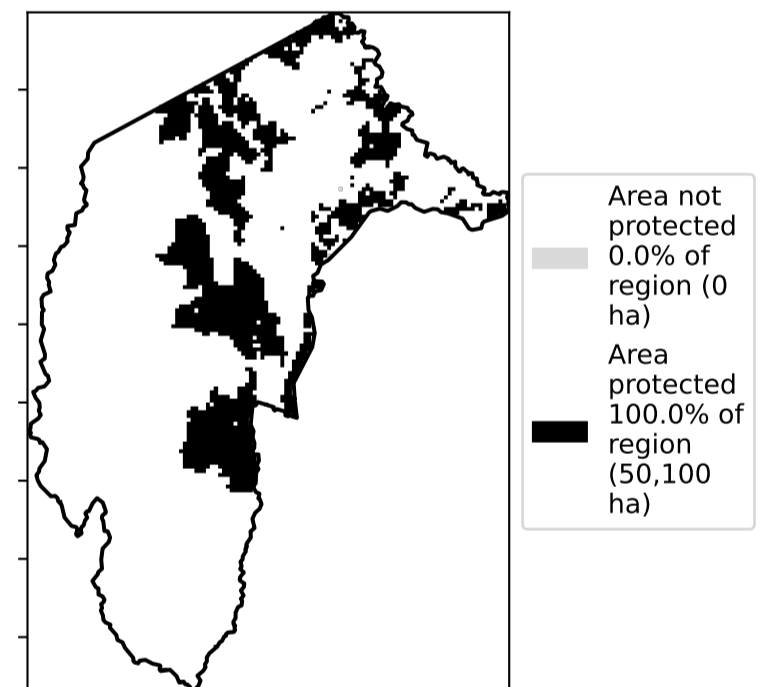 Area not
protected
0.0% of
region (0
ha)
Area
protected
100.0% of
region
(50,100
ha)